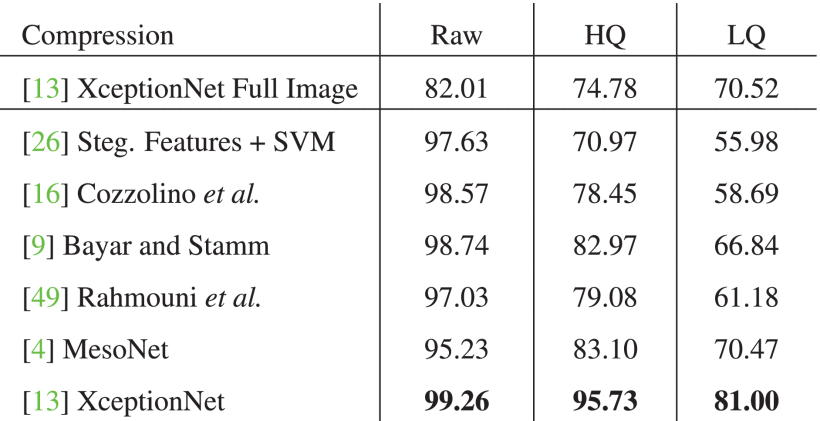 Compression Raw HQ LQ
[13] XceptionNet Full Image 82.01 74.78 70.52
[26] Steg. Features + SVM 97.63 70.97 55.98
[16] Cozzolino et al. 98.57 78.45 58.69
[9] Bayar and Stamm 98.74 82.97 66.84
[49] Rahmouni et al. 97.03 79.08 61.18
[4] MesoNet 95.23 83.10 70.47
[13] XceptionNet 99.26 95.73 81.00